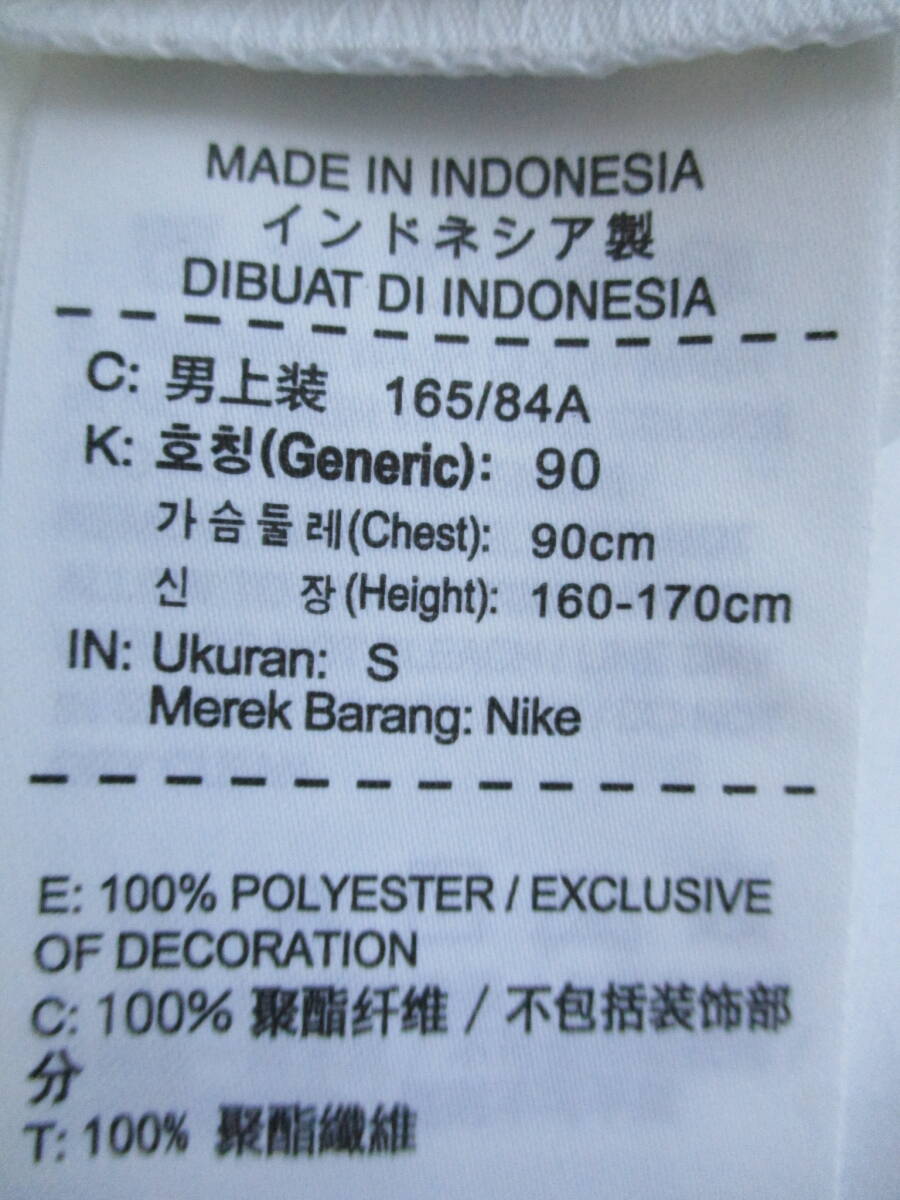 MADE IN INDONESIA
インドネシア製
DIBUAT DI INDONESIA
C: 男上装 165/84A
K: 호칭(Generic): 90
가슴둘레(Chest): 90cm
신 장(Height): 160-170cm
IN: Ukuran: S
Merek Barang: Nike
E: 100% POLYESTER / EXCLUSIVE
OF DECORATION
C: 100% 聚酯纤维 / 不包括装饰部
分
T: 100% 聚酯纖維